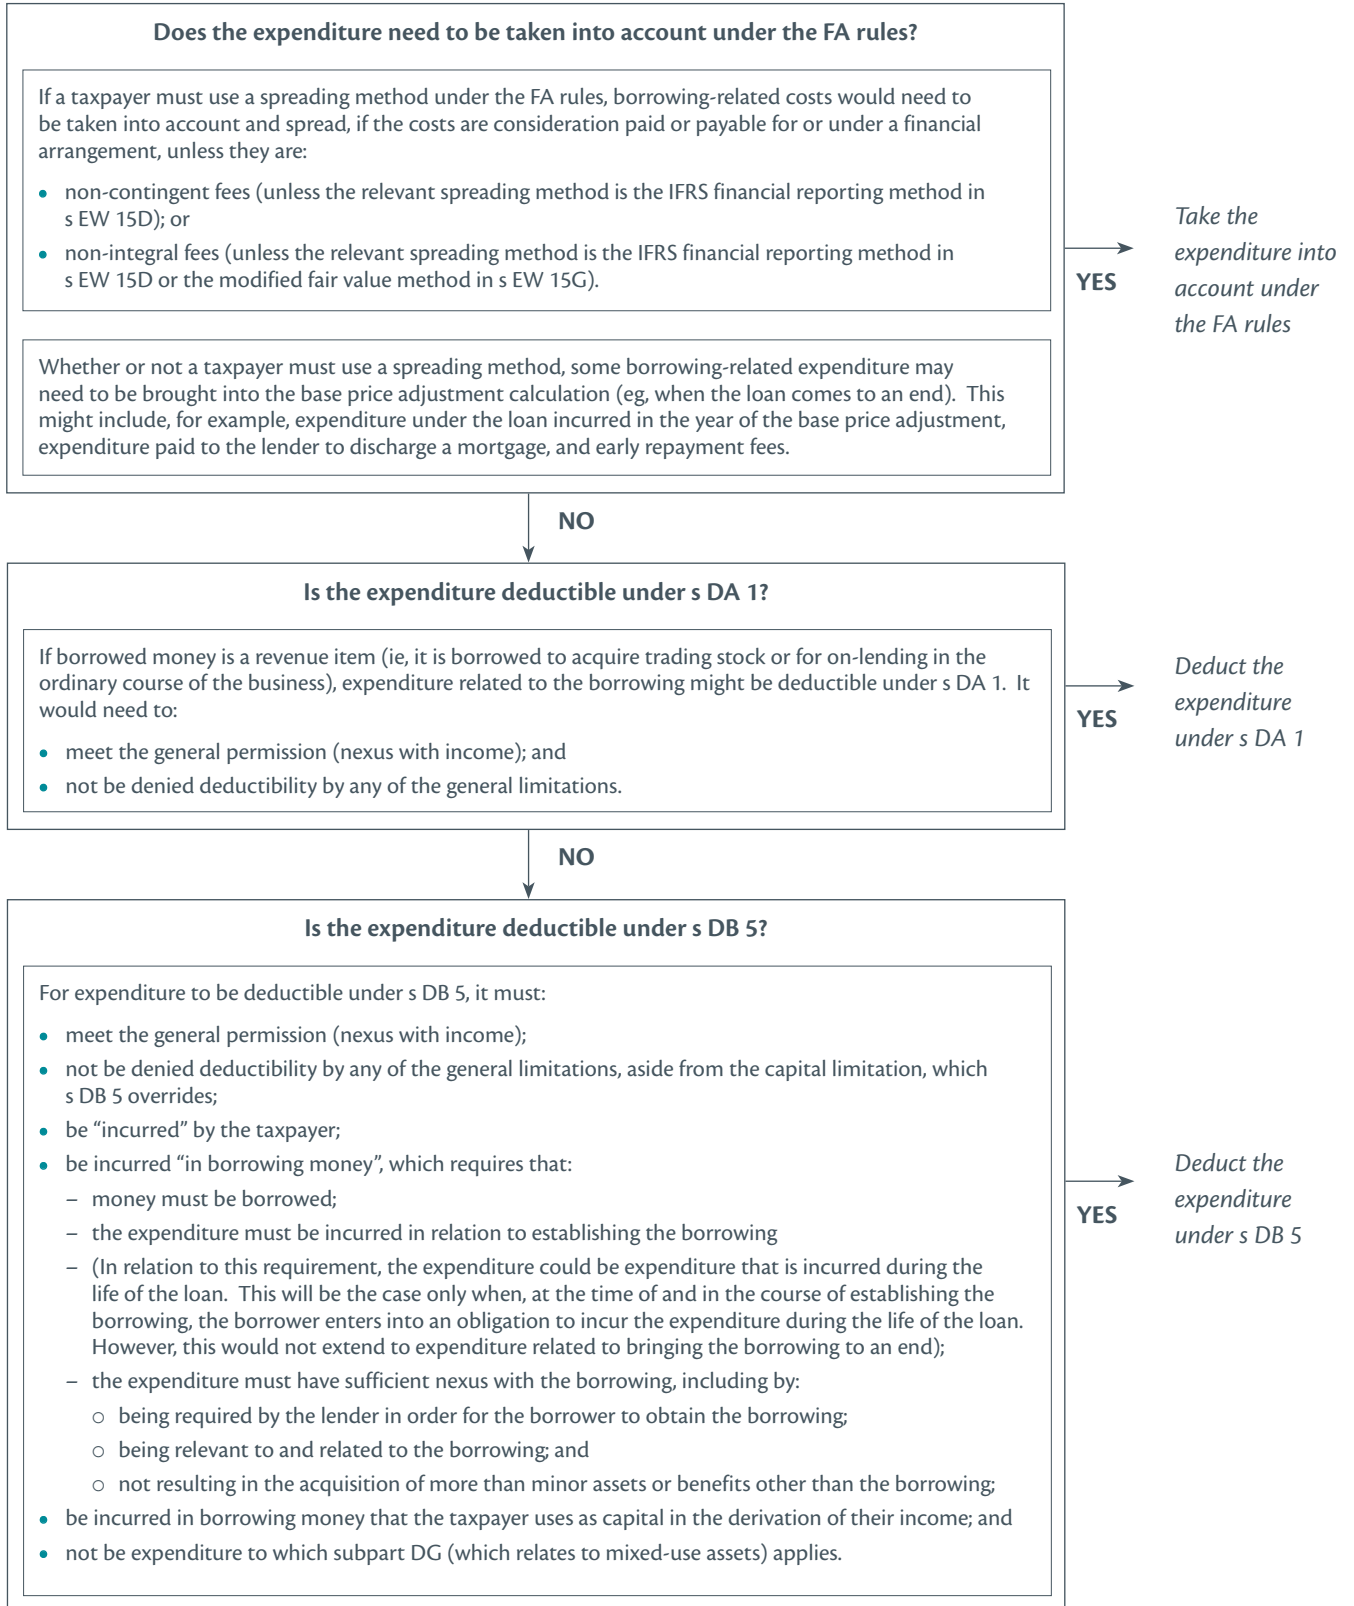 Does the expenditure need to be taken into account under the FA rules?
If a taxpayer must use a spreading method under the FA rules, borrowing-related costs would need to
be taken into account and spread, if the costs are consideration paid or payable for or under a financial
arrangement, unless they are:
• non-contingent fees (unless the relevant spreading method is the IFRS financial reporting method in
s EW 15D); or
• non-integral fees (unless the relevant spreading method is the IFRS financial reporting method in
s EW 15D or the modified fair value method in s EW 15G).
Whether or not a taxpayer must use a spreading method, some borrowing-related expenditure may
need to be brought into the base price adjustment calculation (eg, when the loan comes to an end). This
might include, for example, expenditure under the loan incurred in the year of the base price adjustment,
expenditure paid to the lender to discharge a mortgage, and early repayment fees.
YES
Take the
expenditure into
account under
the FA rules
NO
Is the expenditure deductible under s DA 1?
If borrowed money is a revenue item (ie, it is borrowed to acquire trading stock or for on-lending in the
ordinary course of the business), expenditure related to the borrowing might be deductible under s DA 1. It
would need to:
• meet the general permission (nexus with income); and
• not be denied deductibility by any of the general limitations.
YES
Deduct the
expenditure
under s DA 1
NO
Is the expenditure deductible under s DB 5?
For expenditure to be deductible under s DB 5, it must:
• meet the general permission (nexus with income);
• not be denied deductibility by any of the general limitations, aside from the capital limitation, which
s DB 5 overrides;
• be “incurred” by the taxpayer;
• be incurred “in borrowing money”, which requires that:
– money must be borrowed;
– the expenditure must be incurred in relation to establishing the borrowing
– (In relation to this requirement, the expenditure could be expenditure that is incurred during the
life of the loan. This will be the case only when, at the time of and in the course of establishing the
borrowing, the borrower enters into an obligation to incur the expenditure during the life of the loan.
However, this would not extend to expenditure related to bringing the borrowing to an end);
– the expenditure must have sufficient nexus with the borrowing, including by:
○ being required by the lender in order for the borrower to obtain the borrowing;
○ being relevant to and related to the borrowing; and
○ not resulting in the acquisition of more than minor assets or benefits other than the borrowing;
• be incurred in borrowing money that the taxpayer uses as capital in the derivation of their income; and
• not be expenditure to which subpart DG (which relates to mixed-use assets) applies.
YES
Deduct the
expenditure
under s DB 5